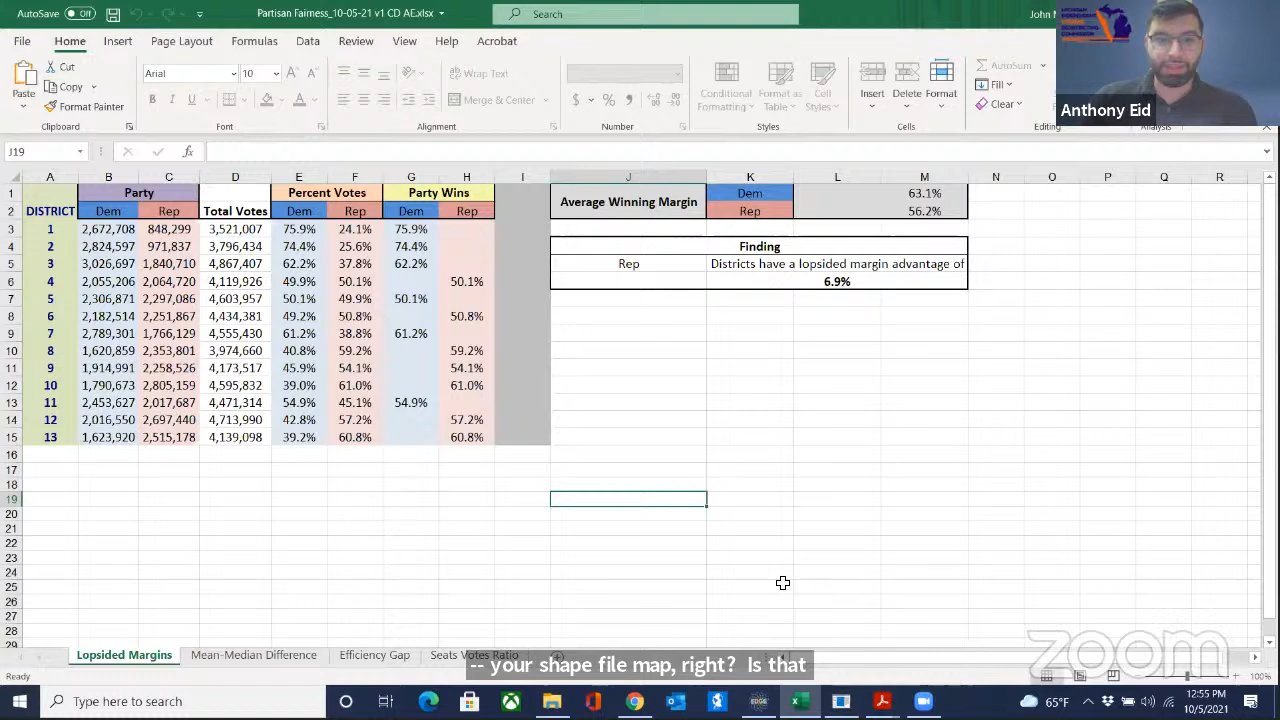 AutoSave Off Partisan Fairness_10-05-21 v1 CD AE.xlsx Search John M
File Home Insert Page Layout Formulas Data Review View Help Acrobat
Paste Cut Copy Format Painter Arial 10 Wrap Text Merge & Center Conditional Formatting Format as Table Cell Styles Insert Delete Format AutoSum Fill Clear
Anthony Eid
Clipboard Font Alignment Number Styles Cells Editing Analysis
J19 fx
A B C D E F G H I J K L M N O P Q R
1 Party Percent Votes Party Wins Average Winning Margin Dem 63.1%
2 DISTRICT Dem Rep Total Votes Dem Rep Dem Rep Rep 56.2%
3 1 2,672,708 848,299 3,521,007 75.9% 24.1% 75.9%
4 2 2,824,597 971,837 3,796,434 74.4% 25.6% 74.4% Finding
5 3 3,026,697 1,840,710 4,867,407 62.2% 37.8% 62.2% Rep Districts have a lopsided margin advantage of
6 4 2,055,206 2,064,720 4,119,926 49.9% 50.1% 50.1% 6.9%
7 5 2,306,871 2,297,086 4,603,957 50.1% 49.9% 50.1%
8 6 2,182,514 2,251,867 4,434,381 49.2% 50.8% 50.8%
9 7 2,789,301 1,766,129 4,555,430 61.2% 38.8% 61.2%
10 8 1,620,859 2,353,801 3,974,660 40.8% 59.2% 59.2%
11 9 1,914,991 2,258,526 4,173,517 45.9% 54.1% 54.1%
12 10 1,790,673 2,805,159 4,595,832 39.0% 61.0% 61.0%
13 11 2,453,627 2,017,687 4,471,314 54.9% 45.1% 54.9%
14 12 2,016,550 2,697,440 4,713,990 42.8% 57.2% 57.2%
15 13 1,623,920 2,515,178 4,139,098 39.2% 60.8% 60.8%
16
17
18
19
20
21
22
23
24
25
26
27
28
Lopsided Margins Mean-Median Difference Efficiency Gap Seats Votes Ratio
-- your shape file map, right? Is that
zoom
Ready 100%
Type here to search 65°F 12:55 PM
10/5/2021